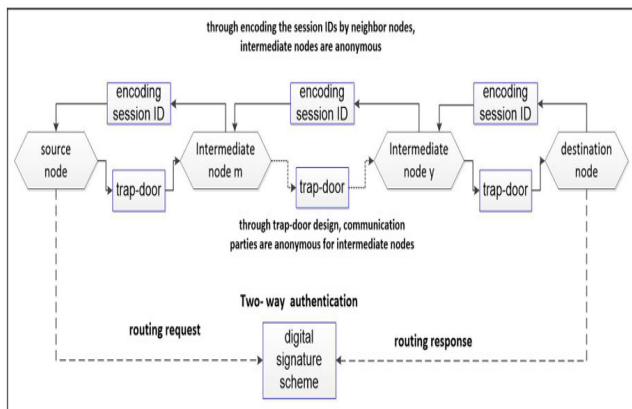 through encoding the session IDs by neighbor nodes,
intermediate nodes are anonymous
encoding
session ID
encoding
session ID
encoding
session ID
source
node
Intermediate
node m
Intermediate
node y
destination
node
trap-door
trap-door
trap-door
through trap-door design, communication
parties are anonymous for intermediate nodes
Two- way authentication
routing request
digital
signature
scheme
routing response